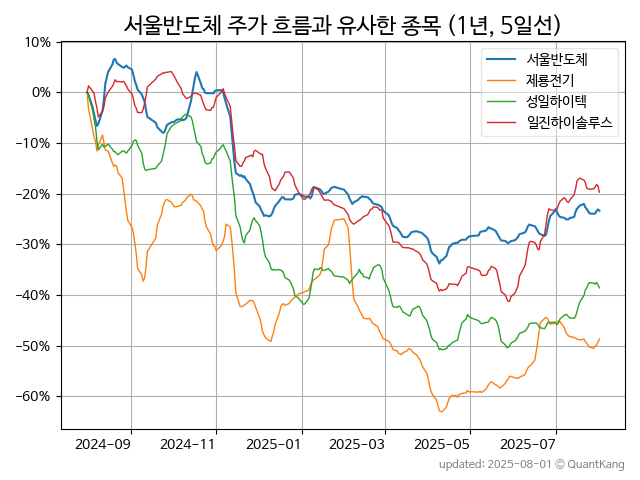 서울반도체 주가 흐름과 유사한 종목 (1년, 5일선)
10%
0%
−10%
−20%
−30%
−40%
−50%
−60%
서울반도체
제룡전기
성일하이텍
일진하이솔루스
2024-09
2024-11
2025-01
2025-03
2025-05
2025-07
updated: 2025-08-01 © QuantKang